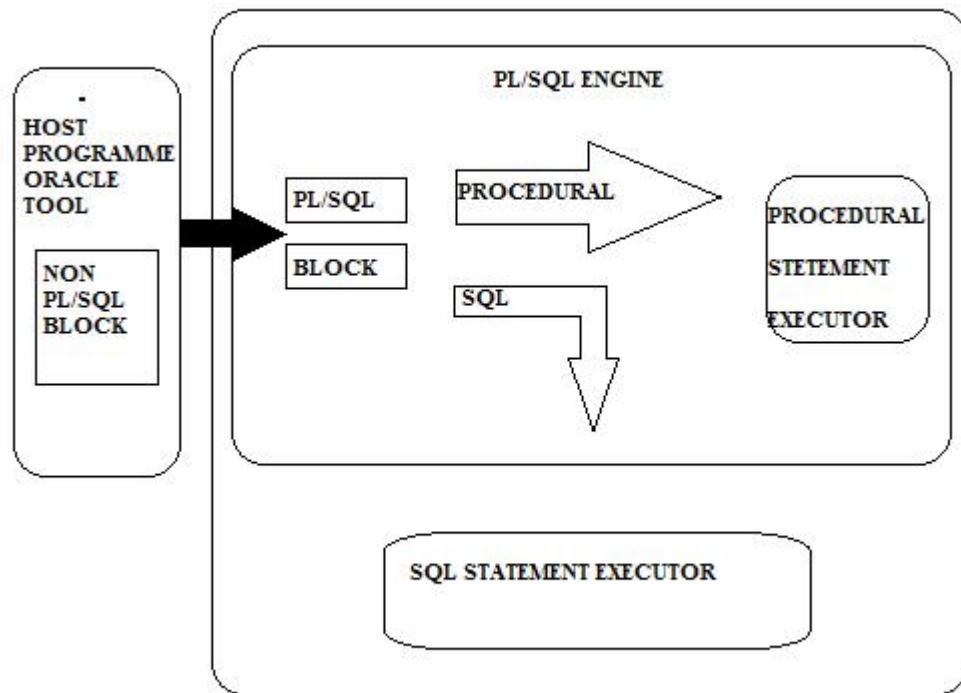 PL/SQL ENGINE
HOST
PROGRAMME
ORACLE
TOOL
NON
PL/SQL
BLOCK
PL/SQL
BLOCK
PROCEDURAL
SQL
PROCEDURAL
STETEMENT
EXECUTOR
SQL STATEMENT EXECUTOR